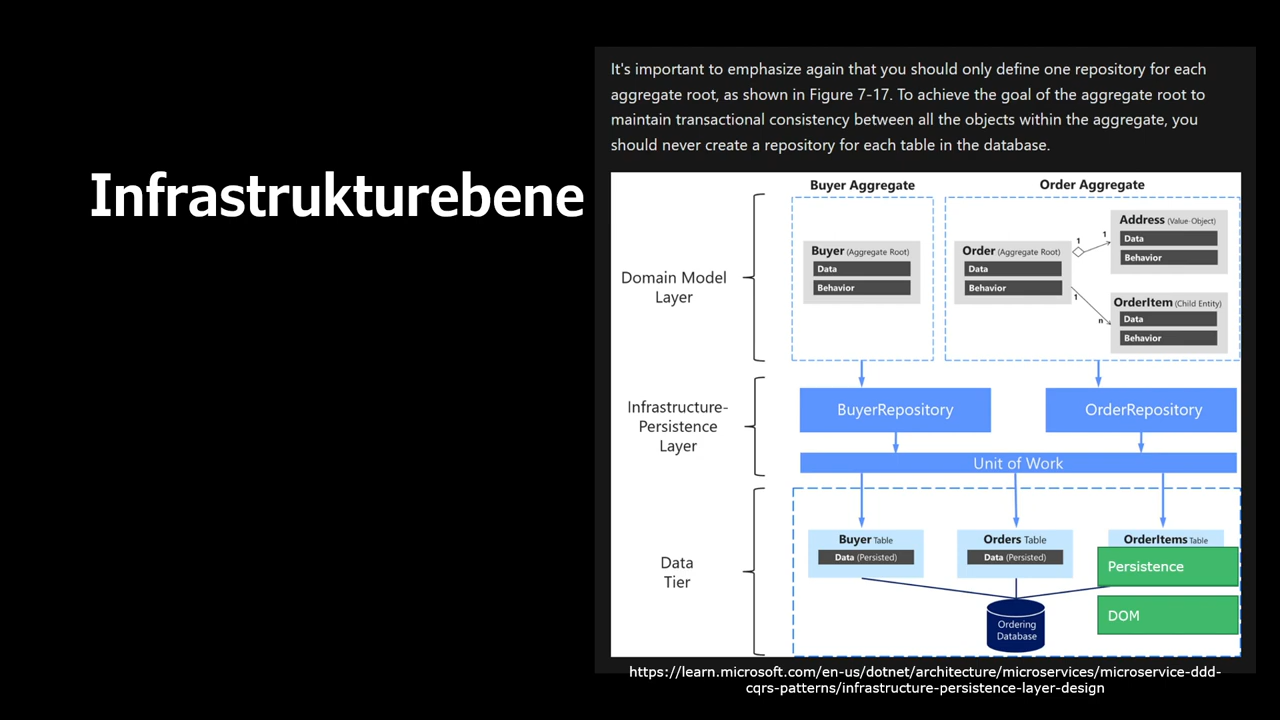 Infrastrukturebene
It's important to emphasize again that you should only define one repository for each
aggregate root, as shown in Figure 7-17. To achieve the goal of the aggregate root to
maintain transactional consistency between all the objects within the aggregate, you
should never create a repository for each table in the database.
Buyer Aggregate
Order Aggregate
Domain Model
Layer
Buyer (Aggregate Root)
Data
Behavior
Order (Aggregate Root)
Data
Behavior
1
1
1
n
Address (Value Object)
Data
Behavior
OrderItem (Child Entity)
Data
Behavior
Infrastructure-
Persistence
Layer
BuyerRepository
OrderRepository
Unit of Work
Data
Tier
Buyer Table
Data (Persisted)
Orders Table
Data (Persisted)
OrderItems Table
Persistence
DOM
Ordering
Database
https://learn.microsoft.com/en-us/dotnet/architecture/microservices/microservice-ddd-
cqrs-patterns/infrastructure-persistence-layer-design